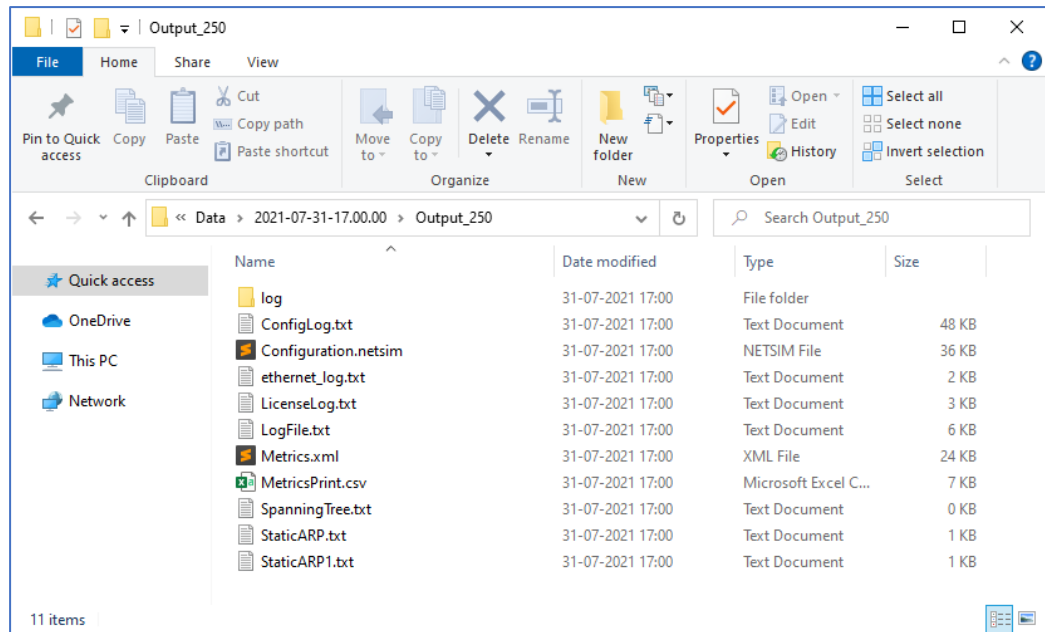 Output_250
File Home Share View
Pin to Quick access
Copy
Paste
Cut
Copy path
Paste shortcut
Clipboard
Move to
Copy to
Delete
Rename
Organize
New folder
New
Properties
Open
Edit
History
Open
Select all
Select none
Invert selection
Select
« Data › 2021-07-31-17.00.00 › Output_250
Search Output_250
Quick access
OneDrive
This PC
Network
Name Date modified Type Size
log 31-07-2021 17:00 File folder
ConfigLog.txt 31-07-2021 17:00 Text Document 48 KB
Configuration.netsim 31-07-2021 17:00 NETSIM File 36 KB
ethernet_log.txt 31-07-2021 17:00 Text Document 2 KB
LicenseLog.txt 31-07-2021 17:00 Text Document 3 KB
LogFile.txt 31-07-2021 17:00 Text Document 6 KB
Metrics.xml 31-07-2021 17:00 XML File 24 KB
MetricsPrint.csv 31-07-2021 17:00 Microsoft Excel C... 7 KB
SpanningTree.txt 31-07-2021 17:00 Text Document 0 KB
StaticARP.txt 31-07-2021 17:00 Text Document 1 KB
StaticARP1.txt 31-07-2021 17:00 Text Document 1 KB
11 items